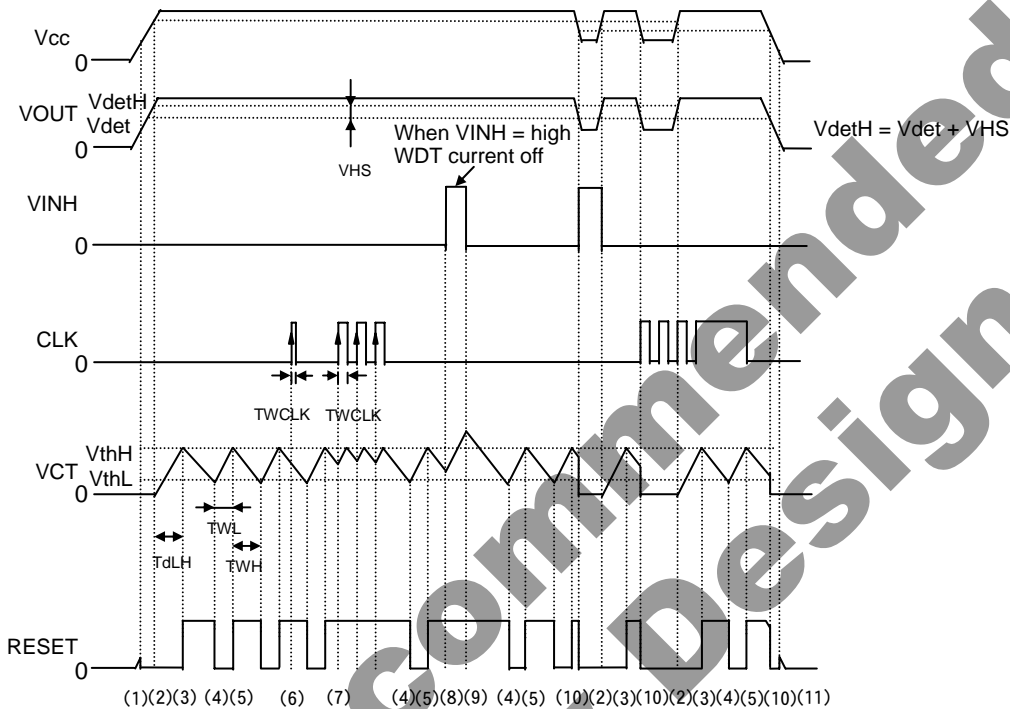 Vcc
0
VOUT
VdetH
Vdet
0
VHS
When VINH = high
WDT current off
VdetH = Vdet + VHS
VINH
0
CLK
0
TWCLK
TWCLK
VCT
VthH
VthL
0
TWL
TdLH
TWH
RESET
0
(1)(2)(3) (4)(5) (6) (7) (4)(5)(8)(9) (4)(5) (10)(2)(3)(10)(2)(3)(4)(5)(10)(11)
commended
Design